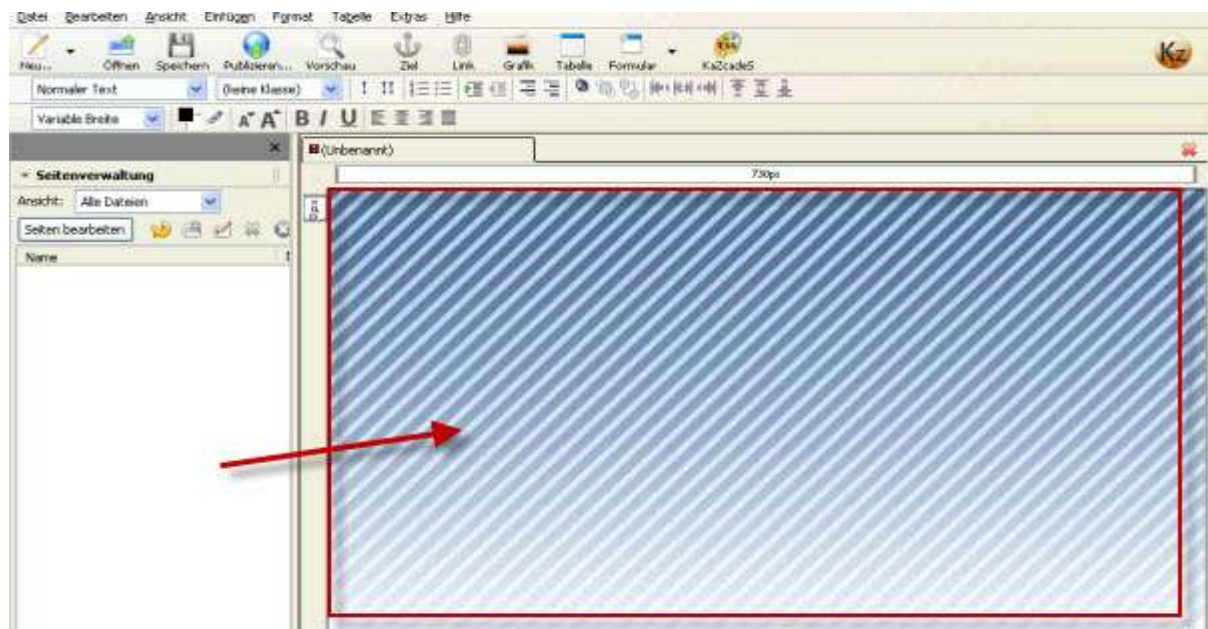 Datei Bearbeiten Ansicht Einfügen Format Tabelle Extras Hilfe
Neu... Öffnen Speichern Publizieren... Vorschau Ziel Link Grafik Tabelle Formular KaZcadeS
Kz
Normaler Text (keine Klasse)
Variable Breite A A B I U
(Unbenannt)
Seitenverwaltung 730px
Ansicht: Alle Dateien
Seiten bearbeiten
Name